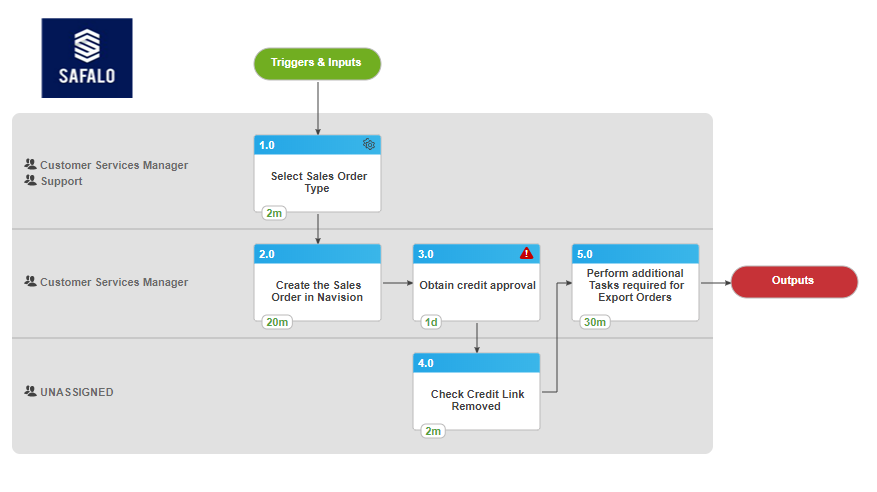 SAFALO
Triggers & Inputs
Customer Services Manager
Support
1.0
Select Sales Order
Type
2m
Customer Services Manager
2.0
Create the Sales
Order in Navision
20m
3.0
Obtain credit approval
1d
5.0
Perform additional
Tasks required for
Export Orders
30m
Outputs
UNASSIGNED
4.0
Check Credit Link
Removed
2m